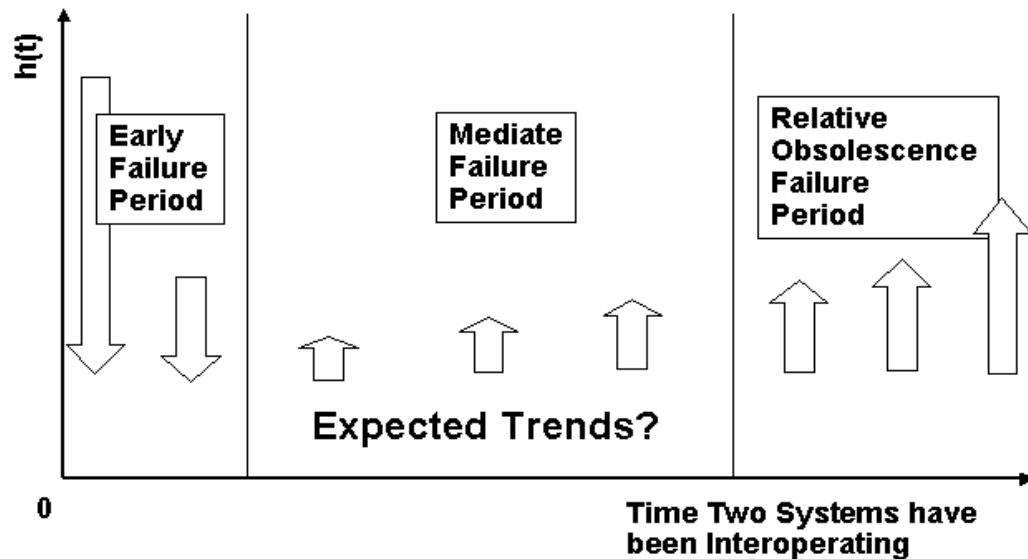 h(t)
Early
Failure
Period
Mediate
Failure
Period
Relative
Obsolescence
Failure
Period
Expected Trends?
0
Time Two Systems have
been Interoperating